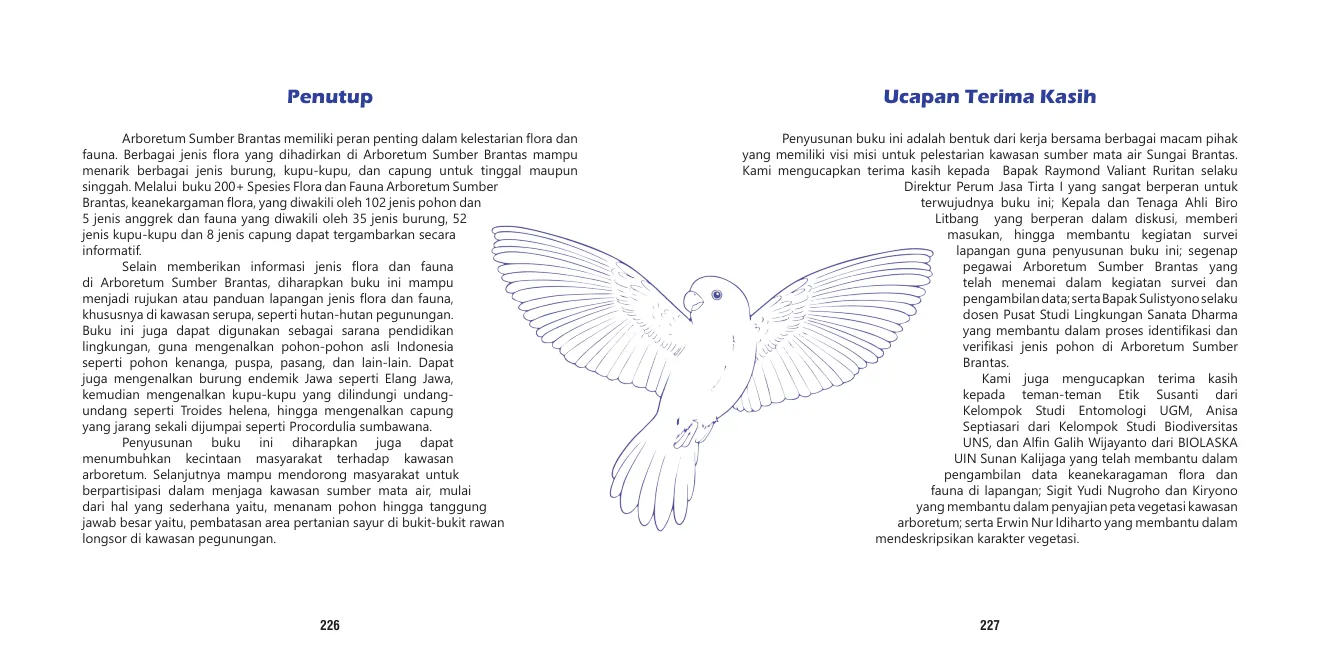 Penutup
Arboretum Sumber Brantas memiliki peran penting dalam kelestarian flora dan
fauna. Berbagai jenis flora yang dihadirkan di Arboretum Sumber Brantas mampu
menarik berbagai jenis burung, kupu-kupu, dan capung untuk tinggal maupun
singgah. Melalui buku 200+ Spesies Flora dan Fauna Arboretum Sumber
Brantas, keanekargaman flora, yang diwakili oleh 102 jenis pohon dan
5 jenis anggrek dan fauna yang diwakili oleh 35 jenis burung, 52
jenis kupu-kupu dan 8 jenis capung dapat tergambarkan secara
informatif.
Selain memberikan informasi jenis flora dan fauna
di Arboretum Sumber Brantas, diharapkan buku ini mampu
menjadi rujukan atau panduan lapangan jenis flora dan fauna,
khususnya di kawasan serupa, seperti hutan-hutan pegunungan.
Buku ini juga dapat digunakan sebagai sarana pendidikan
lingkungan, guna mengenalkan pohon-pohon asli Indonesia
seperti pohon kenanga, puspa, pasang, dan lain-lain. Dapat
juga mengenalkan burung endemik Jawa seperti Elang Jawa,
kemudian mengenalkan kupu-kupu yang dilindungi undang-
undang seperti Troides helena, hingga mengenalkan capung
yang jarang sekali dijumpai seperti Procordulia sumbawana.
Penyusunan buku ini diharapkan juga dapat
menumbuhkan kecintaan masyarakat terhadap kawasan
arboretum. Selanjutnya mampu mendorong masyarakat untuk
berpartisipasi dalam menjaga kawasan sumber mata air, mulai
dari hal yang sederhana yaitu, menanam pohon hingga tanggung
jawab besar yaitu, pembatasan area pertanian sayur di bukit-bukit rawan
longsor di kawasan pegunungan.
226
Ucapan Terima Kasih
Penyusunan buku ini adalah bentuk dari kerja bersama berbagai macam pihak
yang memiliki visi misi untuk pelestarian kawasan sumber mata air Sungai Brantas.
Kami mengucapkan terima kasih kepada Bapak Raymond Valiant Ruritan selaku
Direktur Perum Jasa Tirta I yang sangat berperan untuk
terwujudnya buku ini; Kepala dan Tenaga Ahli Biro
Litbang yang berperan dalam diskusi, memberi
masukan, hingga membantu kegiatan survei
lapangan guna penyusunan buku ini; segenap
pegawai Arboretum Sumber Brantas yang
telah menemai dalam kegiatan survei dan
pengambilan data; serta Bapak Sulistyono selaku
dosen Pusat Studi Lingkungan Sanata Dharma
yang membantu dalam proses identifikasi dan
verifikasi jenis pohon di Arboretum Sumber
Brantas.
Kami juga mengucapkan terima kasih
kepada teman-teman Etik Susanti dari
Kelompok Studi Entomologi UGM, Anisa
Septiasari dari Kelompok Studi Biodiversitas
UNS, dan Alfin Galih Wijayanto dari BIOLASKA
UIN Sunan Kalijaga yang telah membantu dalam
pengambilan data keanekaragaman flora dan
fauna di lapangan; Sigit Yudi Nugroho dan Kiryono
yang membantu dalam penyajian peta vegetasi kawasan
arboretum; serta Erwin Nur Idiharto yang membantu dalam
mendeskripsikan karakter vegetasi.
227